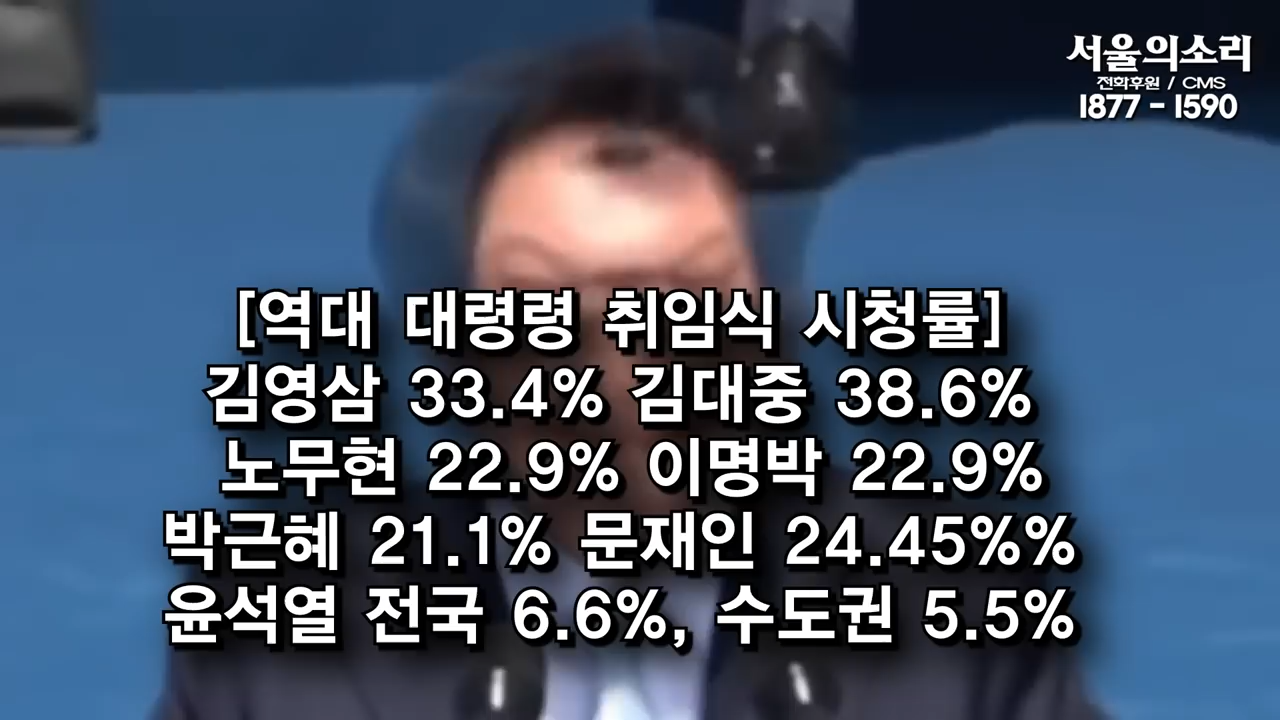 서울의소리
전화후원 / CMS
1877 - 1590
[역대 대령령 취임식 시청률]
김영삼 33.4% 김대중 38.6%
노무현 22.9% 이명박 22.9%
박근혜 21.1% 문재인 24.45%%
윤석열 전국 6.6%, 수도권 5.5%